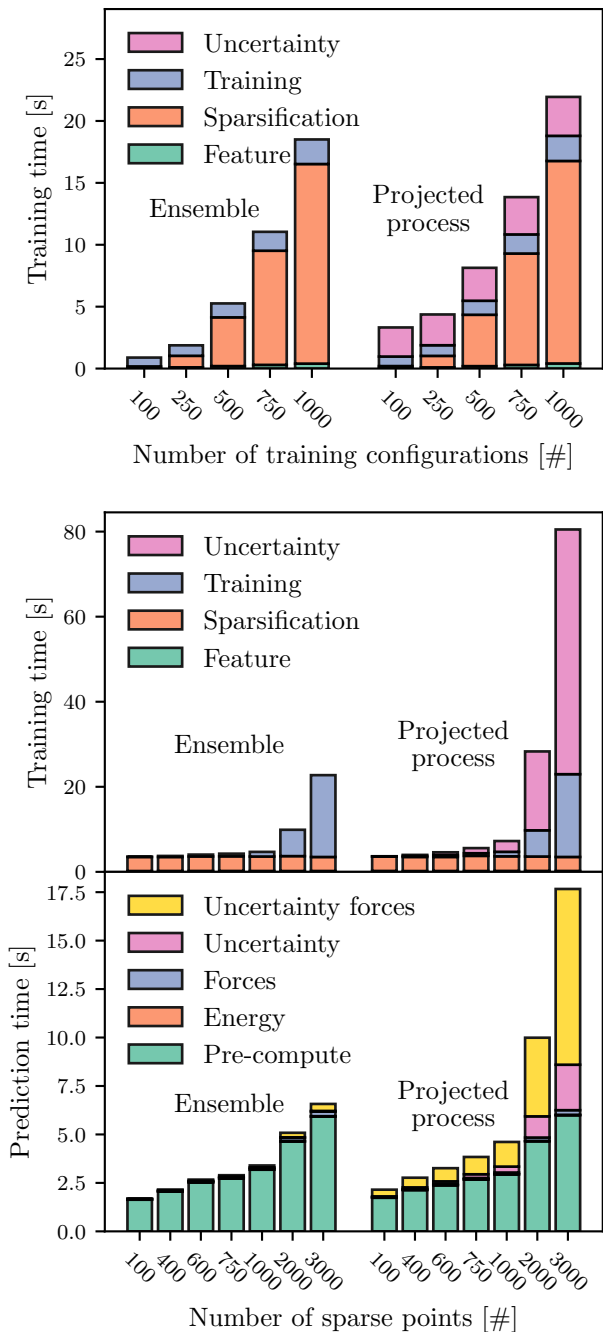 Training time [s]
25
20
15
10
5
0
Uncertainty
Training
Sparsification
Feature
Ensemble
Projected
process
100
250
500
750
1000
100
250
500
750
1000
Number of training configurations [#]
Training time [s]
80
60
40
20
0
Uncertainty
Training
Sparsification
Feature
Ensemble
Projected
process
Prediction time [s]
17.5
15.0
12.5
10.0
7.5
5.0
2.5
0.0
Uncertainty forces
Uncertainty
Forces
Energy
Pre-compute
Ensemble
Projected
process
100
400
600
750
1000
2000
3000
100
400
600
750
1000
2000
3000
Number of sparse points [#]